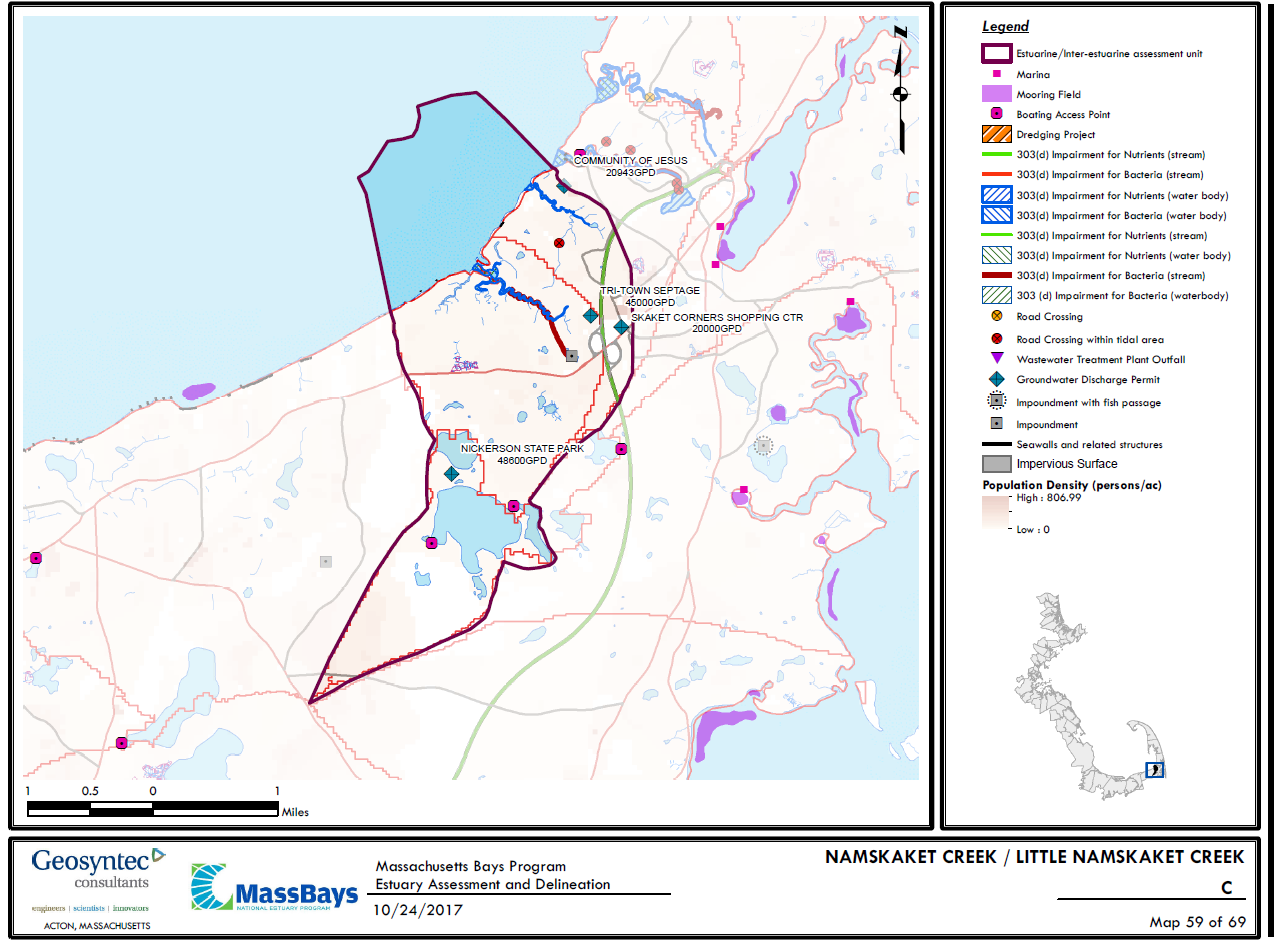 N
COMMUNITY OF JESUS
20943GPD
TRI-TOWN SEPTAGE
45000GPD
SKAKET CORNERS SHOPPING CTR
20000GPD
NICKERSON STATE PARK
48600GPD
1 0.5 0 1
Miles
Legend
Estuarine/Inter-estuarine assessment unit
Marina
Mooring Field
Boating Access Point
Dredging Project
303(d) Impairment for Nutrients (stream)
303(d) Impairment for Bacteria (stream)
303(d) Impairment for Nutrients (water body)
303(d) Impairment for Bacteria (water body)
303(d) Impairment for Nutrients (stream)
303(d) Impairment for Nutrients (water body)
303(d) Impairment for Bacteria (stream)
303 (d) Impairment for Bacteria (waterbody)
Road Crossing
Road Crossing within tidal area
Wastewater Treatment Plant Outfall
Groundwater Discharge Permit
Impoundment with fish passage
Impoundment
Seawalls and related structures
Impervious Surface
Population Density (persons/ac)
High : 806.99
Low : 0
Geosyntec
consultants
engineers | scientists | innovators
ACTON, MASSACHUSETTS
MassBays
NATIONAL ESTUARY PROGRAM
Massachusetts Bays Program
Estuary Assessment and Delineation
10/24/2017
NAMSKAKET CREEK / LITTLE NAMSKAKET CREEK
C
Map 59 of 69